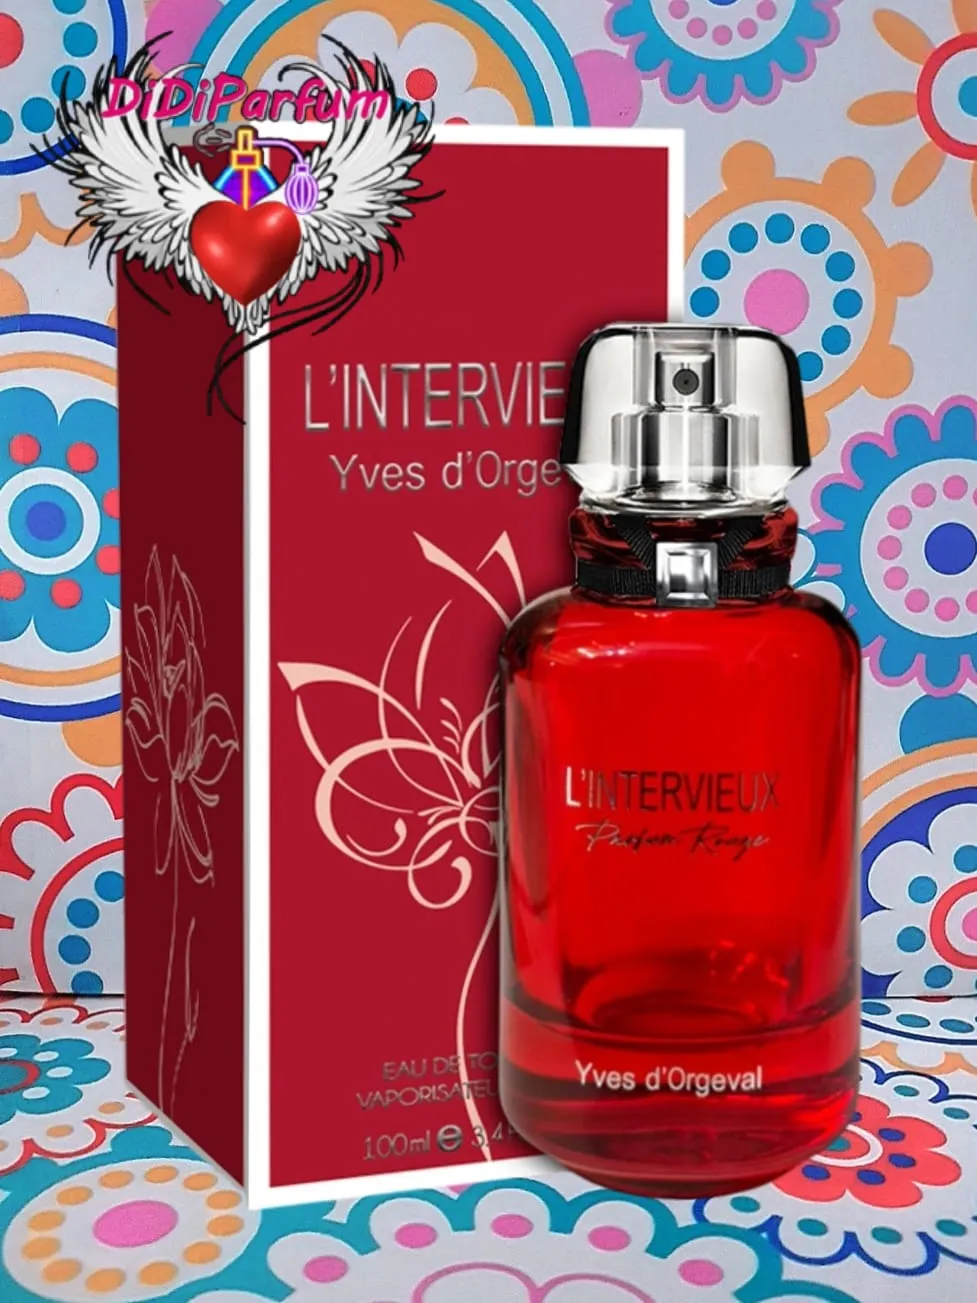 DiDiParfum
L'INTERVIE
Yves d'Orge
L'INTERVIEUX
Parfum Rouge
Yves d'Orgeval
EAU DE TO
VAPORISATEU
100ml e 3,4